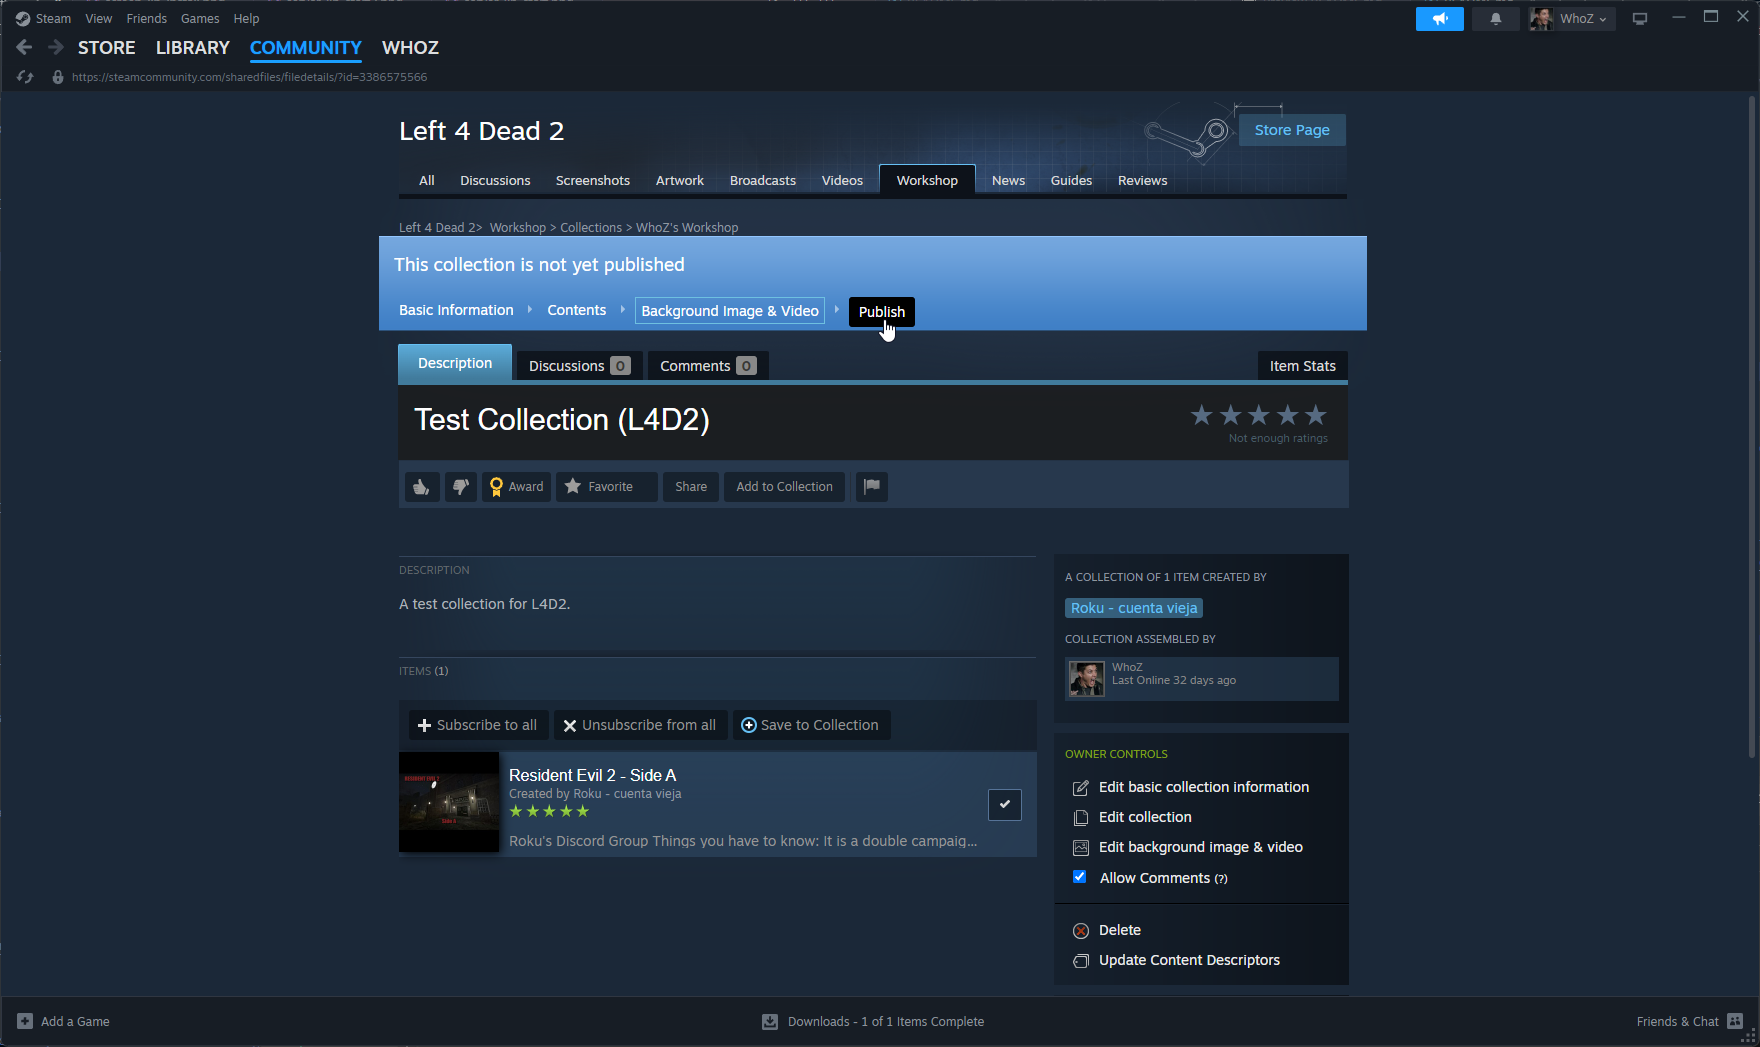 Steam View Friends Games Help
WhoZ
STORE LIBRARY COMMUNITY WHOZ
https://steamcommunity.com/sharedfiles/filedetails/?id=3386575566
Left 4 Dead 2
Store Page
All Discussions Screenshots Artwork Broadcasts Videos Workshop News Guides Reviews
Left 4 Dead 2> Workshop > Collections > WhoZ's Workshop
This collection is not yet published
Basic Information Contents Background Image & Video Publish
Description Discussions 0 Comments 0 Item Stats
Test Collection (L4D2)
Not enough ratings
Award Favorite Share Add to Collection
DESCRIPTION
A test collection for L4D2.
ITEMS (1)
Subscribe to all Unsubscribe from all Save to Collection
RESIDENT EVIL 2
Side A
Resident Evil 2 - Side A
Created by Roku - cuenta vieja
Roku's Discord Group Things you have to know: It is a double campaig...
A COLLECTION OF 1 ITEM CREATED BY
Roku - cuenta vieja
COLLECTION ASSEMBLED BY
WhoZ
Last Online 32 days ago
OWNER CONTROLS
Edit basic collection information
Edit collection
Edit background image & video
Allow Comments (?)
Delete
Update Content Descriptors
Add a Game
Downloads - 1 of 1 Items Complete
Friends & Chat